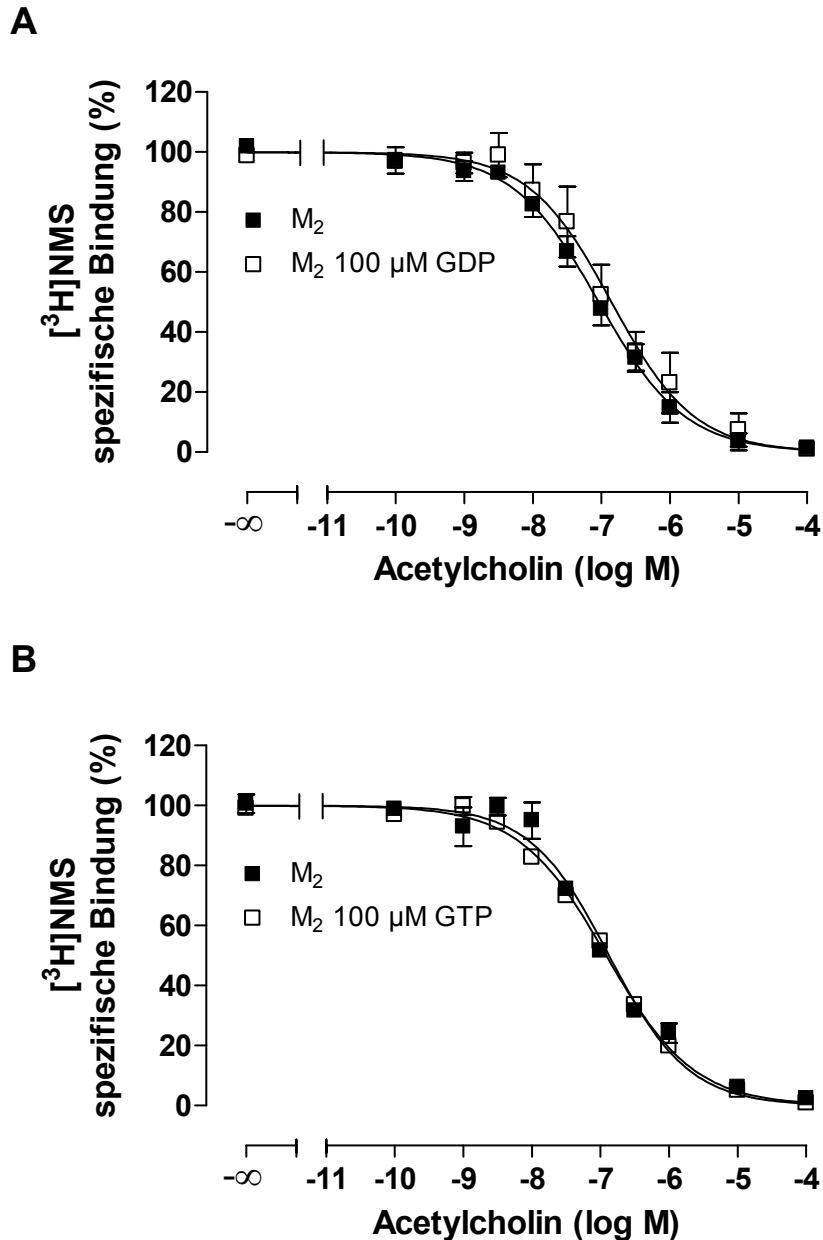 A
[³H]NMS
spezifische Bindung (%)
120
100
80
60
40
20
0
M₂
M₂ 100 µM GDP
-∞ -11 -10 -9 -8 -7 -6 -5 -4
Acetylcholin (log M)
B
[³H]NMS
spezifische Bindung (%)
120
100
80
60
40
20
0
M₂
M₂ 100 µM GTP
-∞ -11 -10 -9 -8 -7 -6 -5 -4
Acetylcholin (log M)